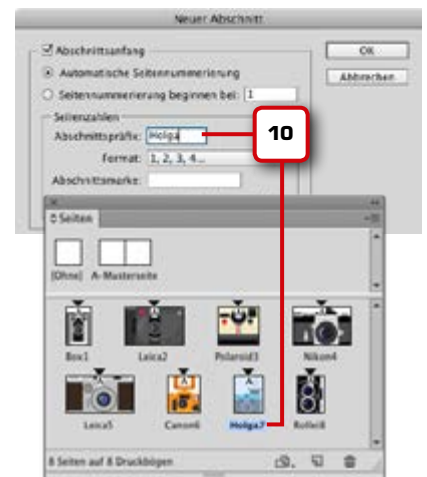 Neuer Abschnitt
Abschnittsanfang
OK
Automatische Seitennummerierung
Abbrechen
Seitennummerierung beginnen bei: 1
Seitenzahlen
Abschnittspräfix: Holga
10
Format: 1, 2, 3, 4...
Abschnittsmarke:
Seiten
[Ohne] A-Musterseite
Box1 Leica2 Polaroid3 Nikon4
Leica5 Canon6 Holga7 Rollei8
8 Seiten auf 8 Druckbögen